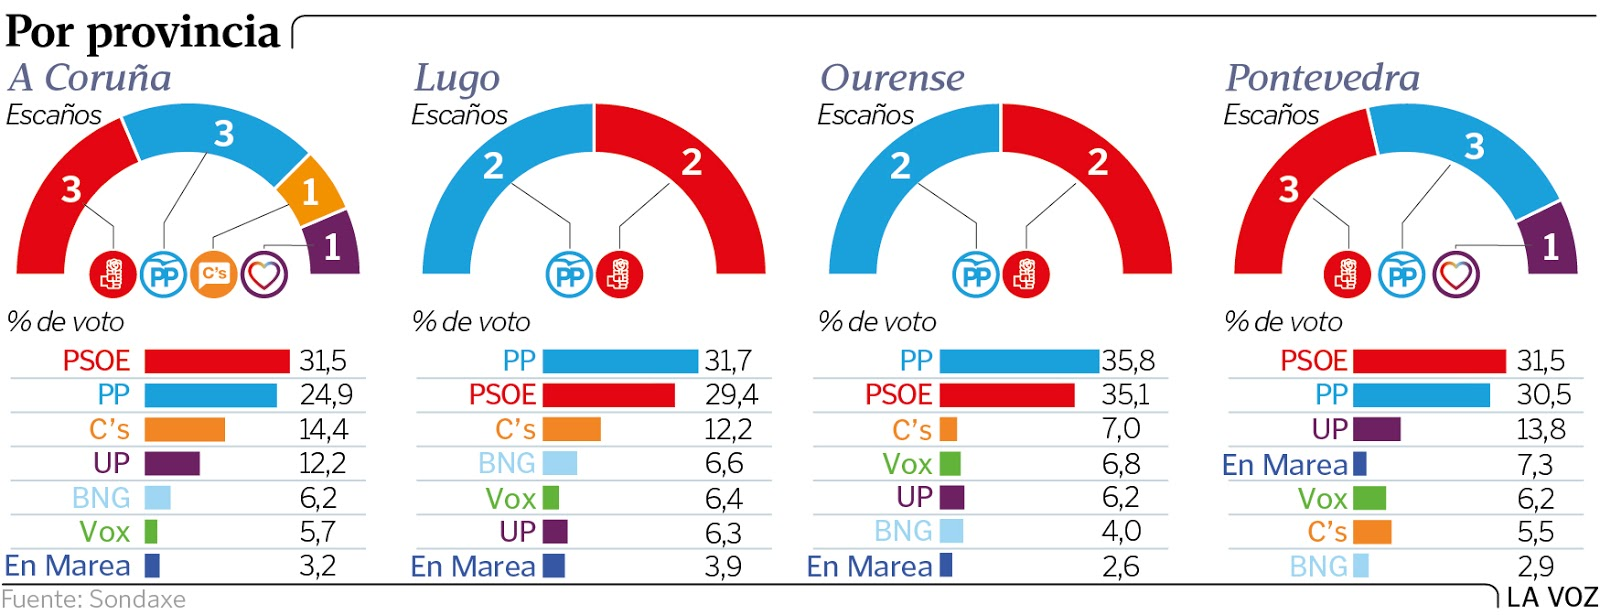 Por provincia
A Coruña
Escaños
3
3
1
1
PP
C's
% de voto
PSOE 31,5
PP 24,9
C's 14,4
UP 12,2
BNG 6,2
Vox 5,7
En Marea 3,2
Lugo
Escaños
2
2
PP
% de voto
PP 31,7
PSOE 29,4
C's 12,2
BNG 6,6
Vox 6,4
UP 6,3
En Marea 3,9
Ourense
Escaños
2
2
PP
% de voto
PP 35,8
PSOE 35,1
C's 7,0
Vox 6,8
UP 6,2
BNG 4,0
En Marea 2,6
Pontevedra
Escaños
3
3
1
PP
% de voto
PSOE 31,5
PP 30,5
UP 13,8
En Marea 7,3
Vox 6,2
C's 5,5
BNG 2,9
Fuente: Sondaxe
LA VOZ